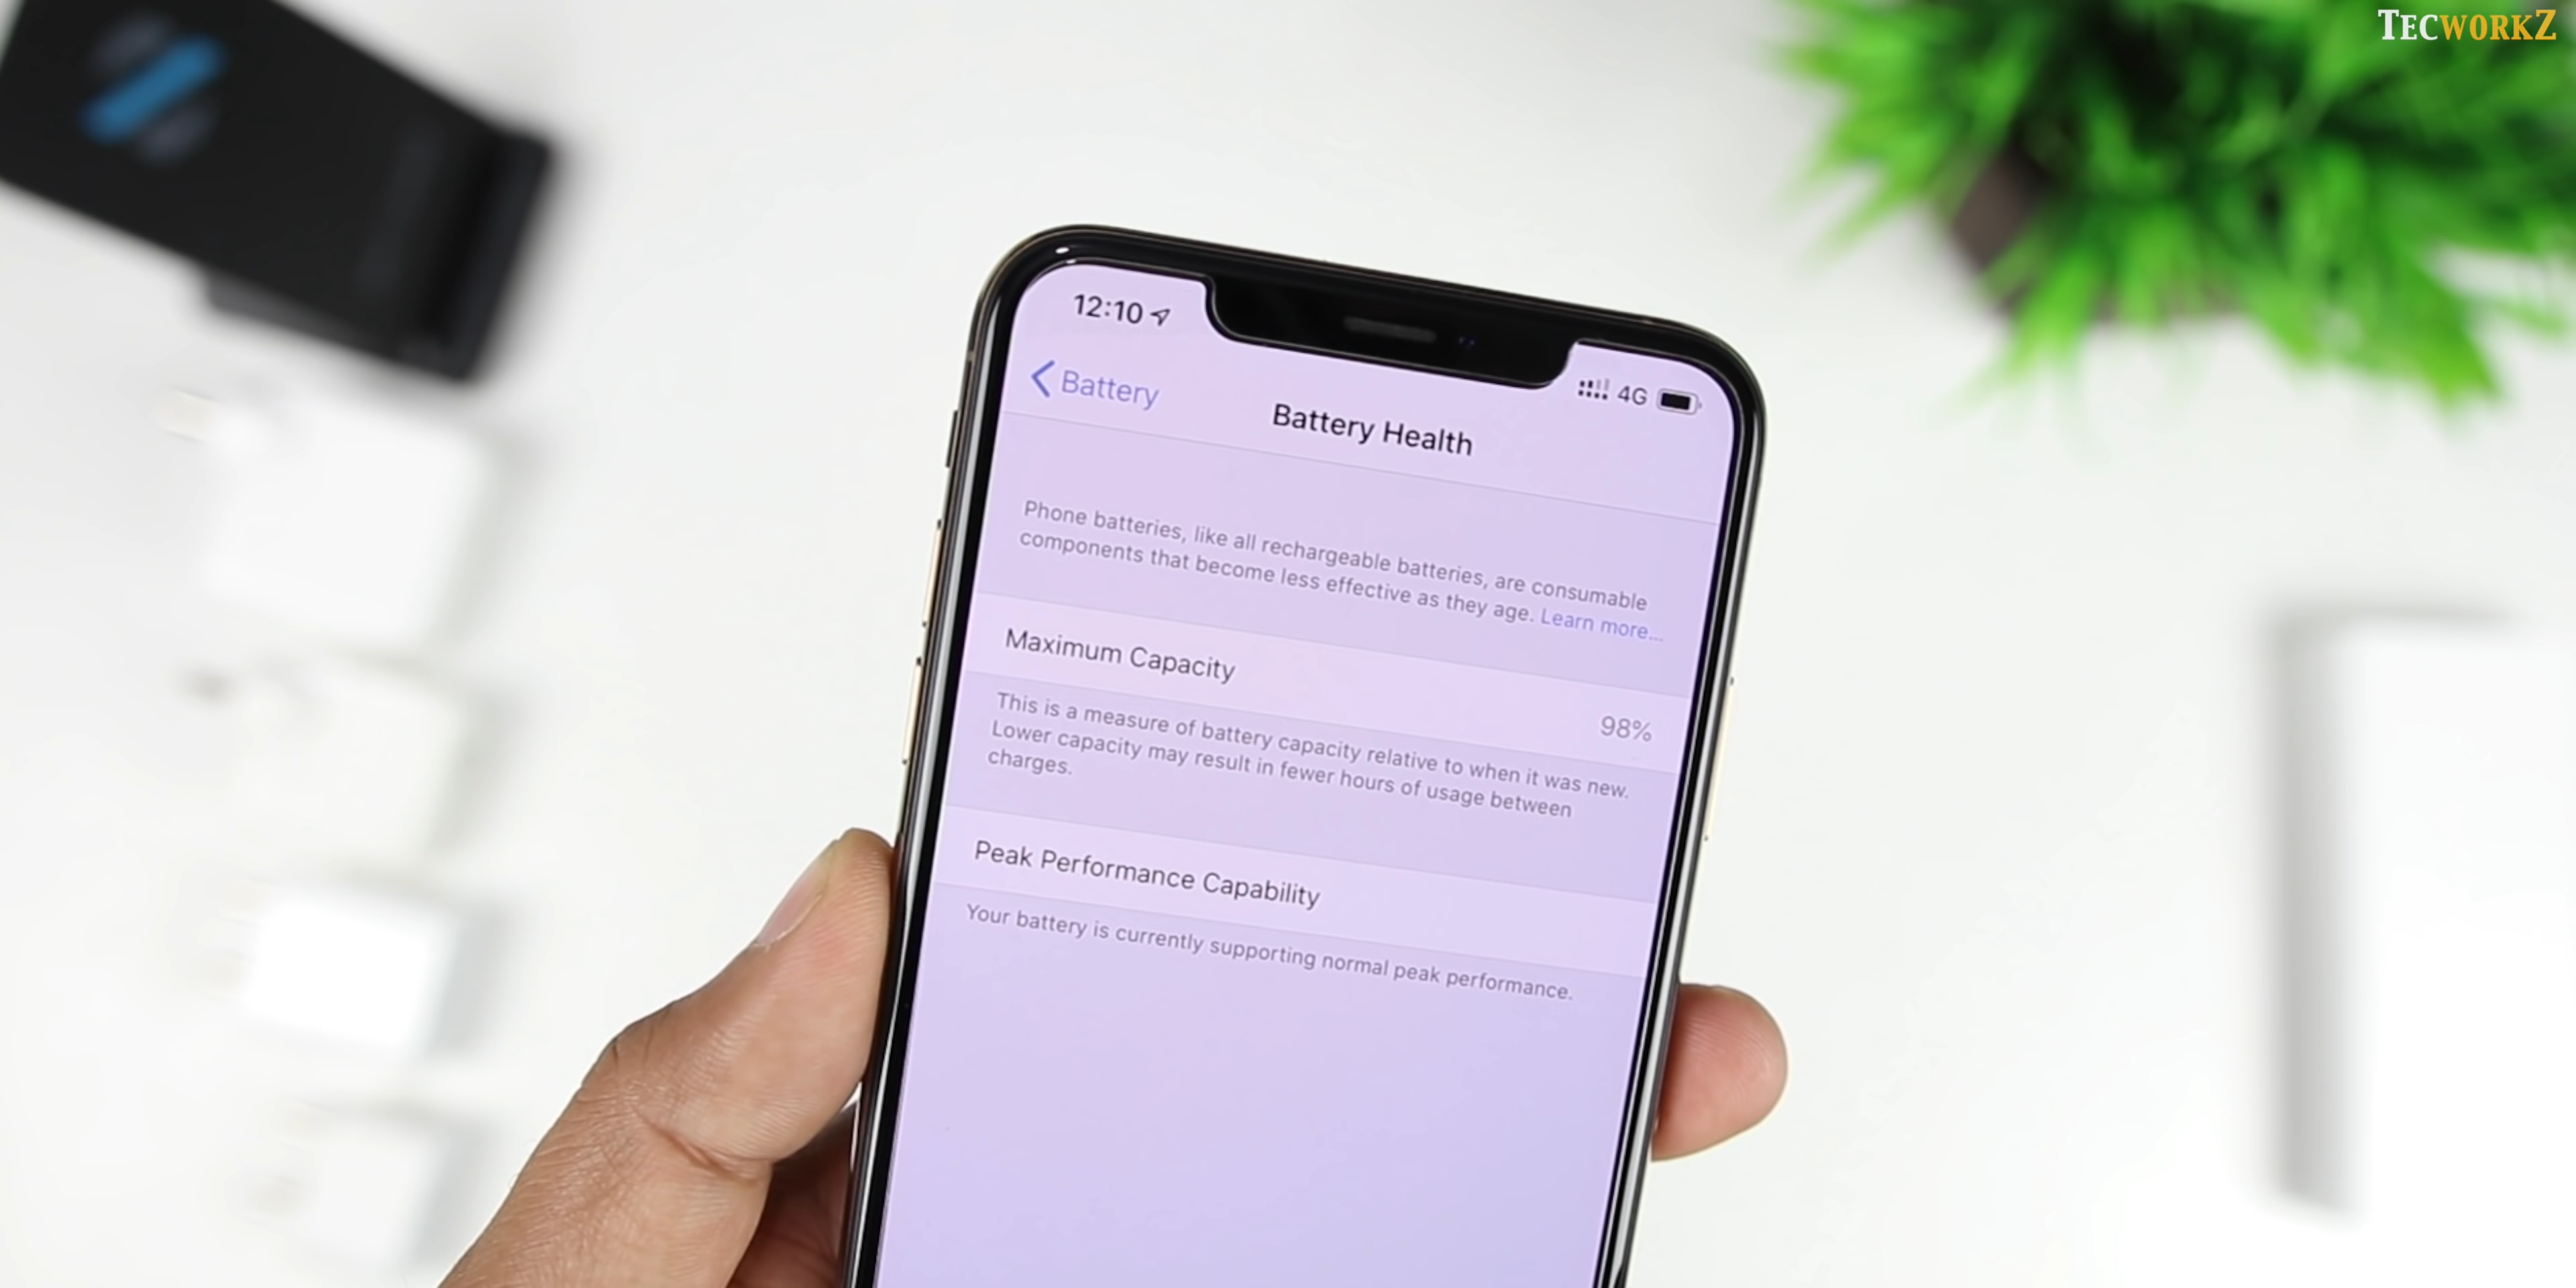 TECWORKZ
12:10
4G
Battery
Battery Health
Phone batteries, like all rechargeable batteries, are consumable
components that become less effective as they age. Learn more...
Maximum Capacity
98%
This is a measure of battery capacity relative to when it was new.
Lower capacity may result in fewer hours of usage between
charges.
Peak Performance Capability
Your battery is currently supporting normal peak performance.